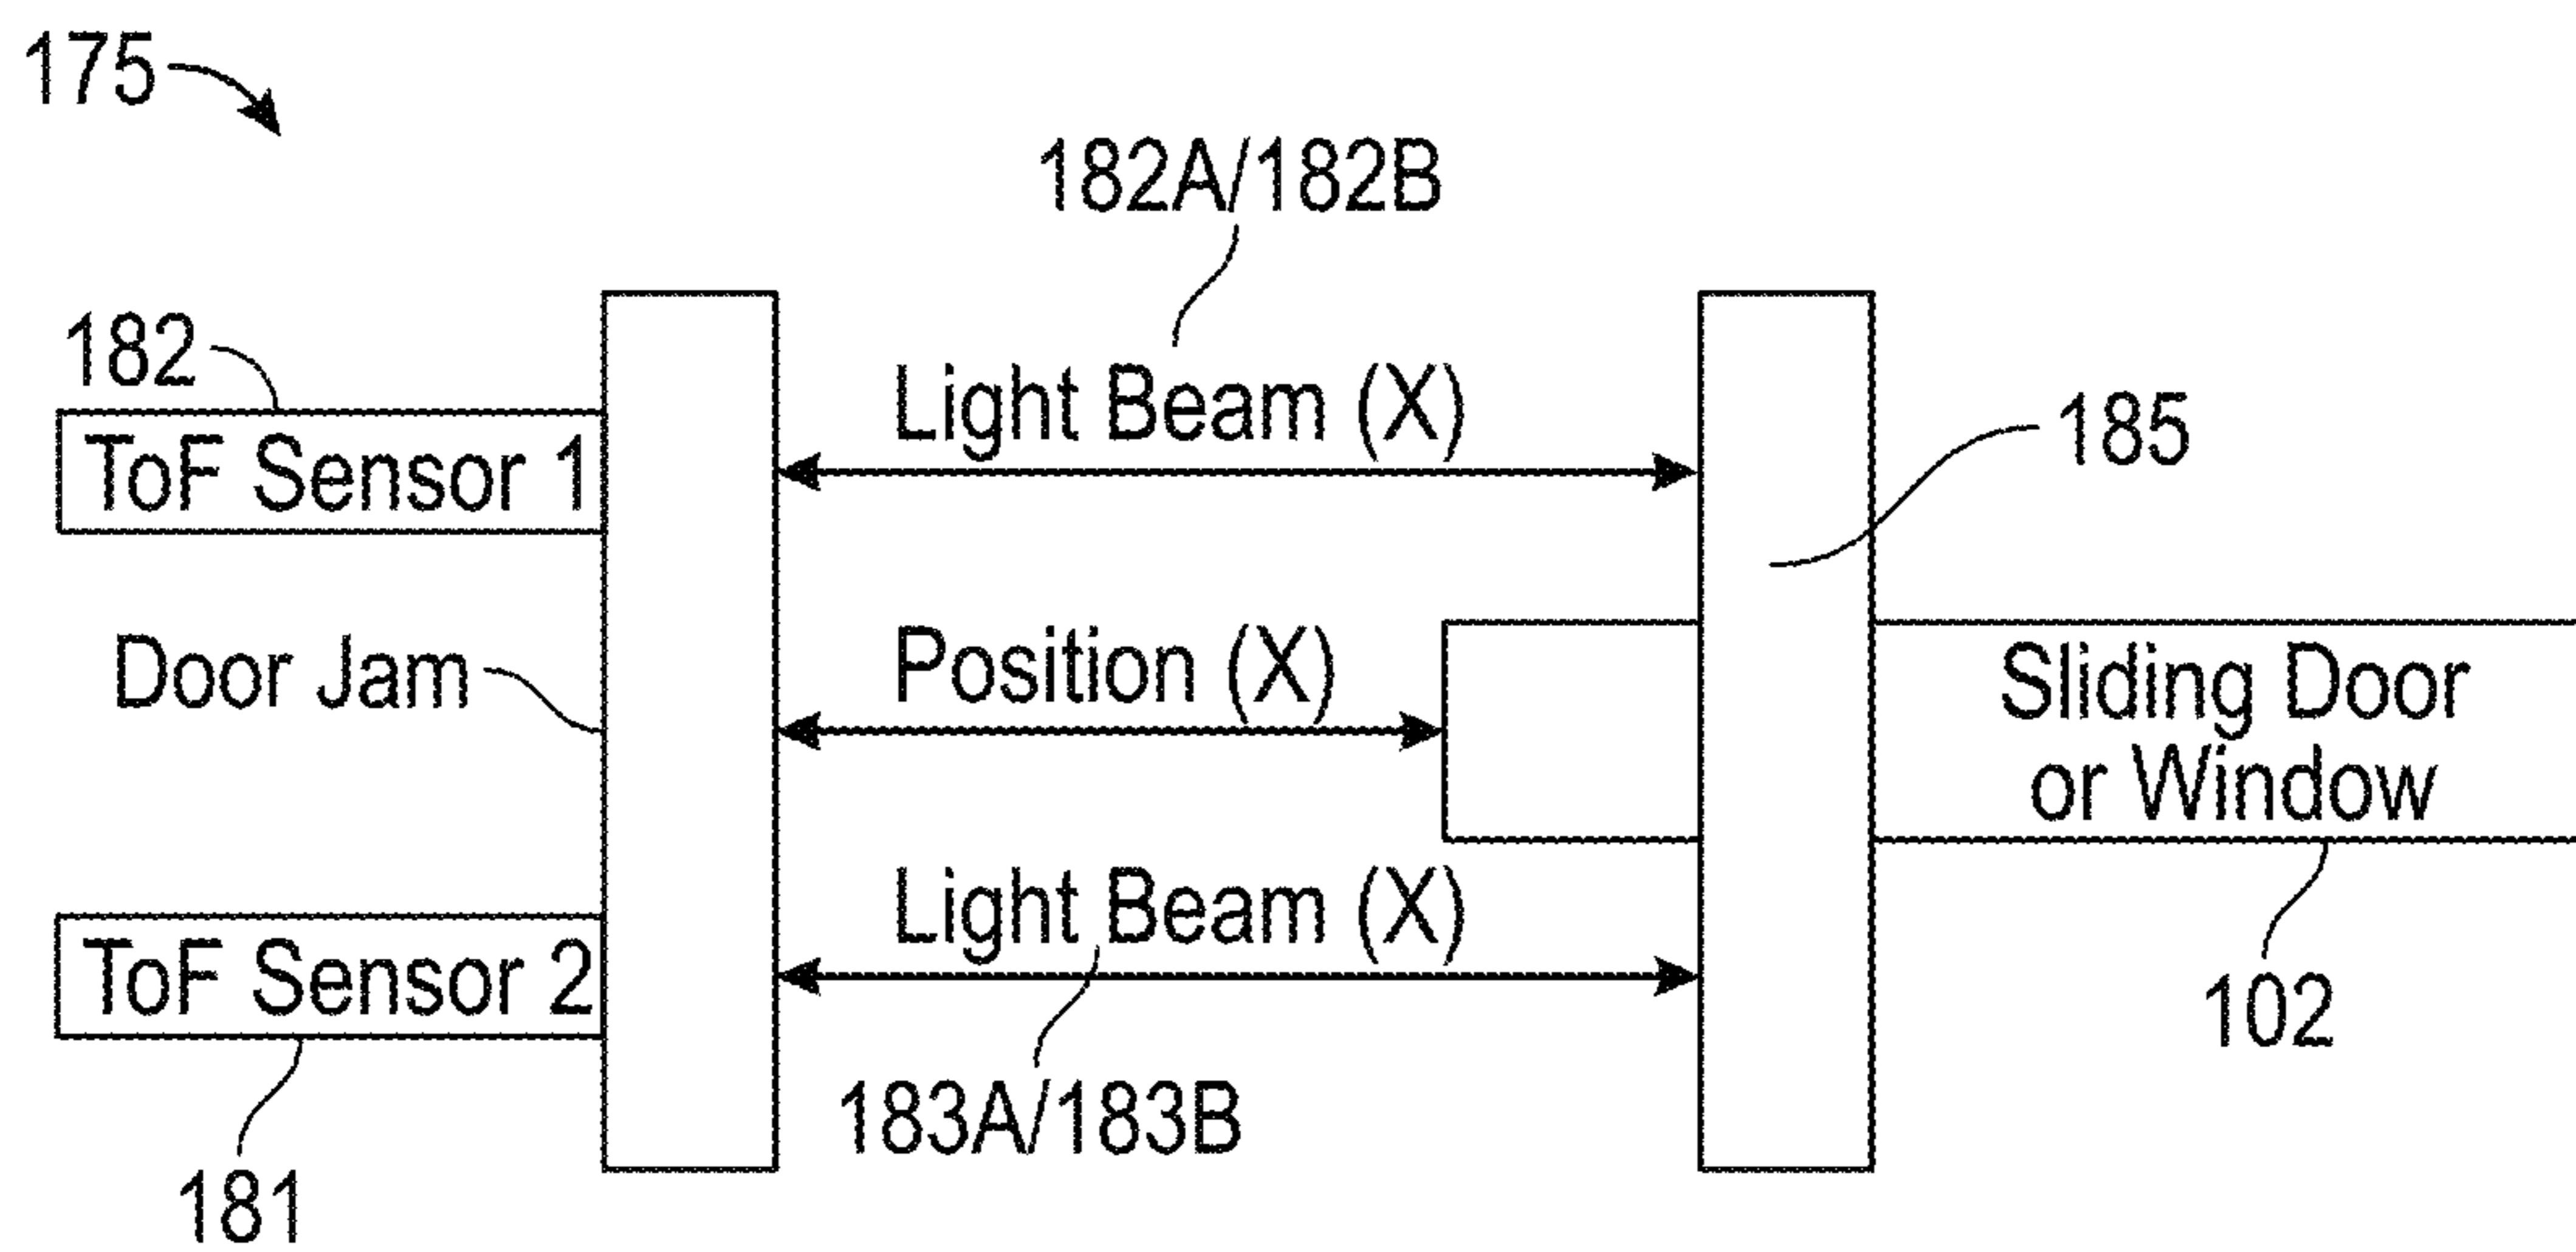 175
182A/182B
182
Light Beam (X)
185
ToF Sensor 1
Door Jam
Position (X)
Sliding Door
or Window
Light Beam (X)
ToF Sensor 2
102
183A/183B
181